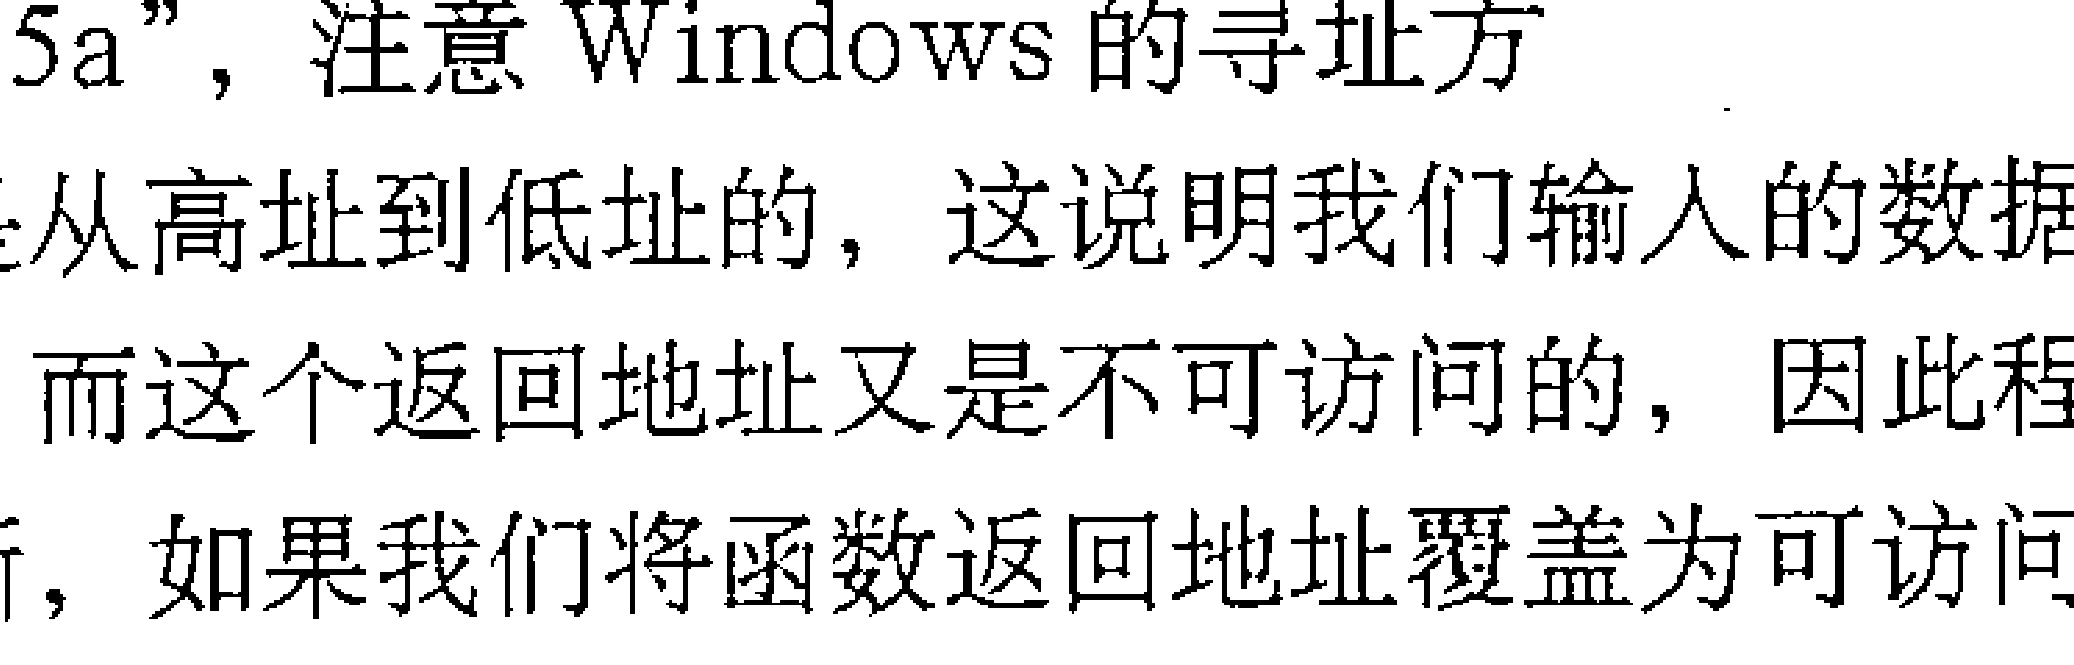 5a”，注意 Windows 的寻址方
从高址到低址的，这说明我们输人的数据
而这个返回地址又是不可访问的，因此程
，如果我们将函数返回地址覆盖为可访问